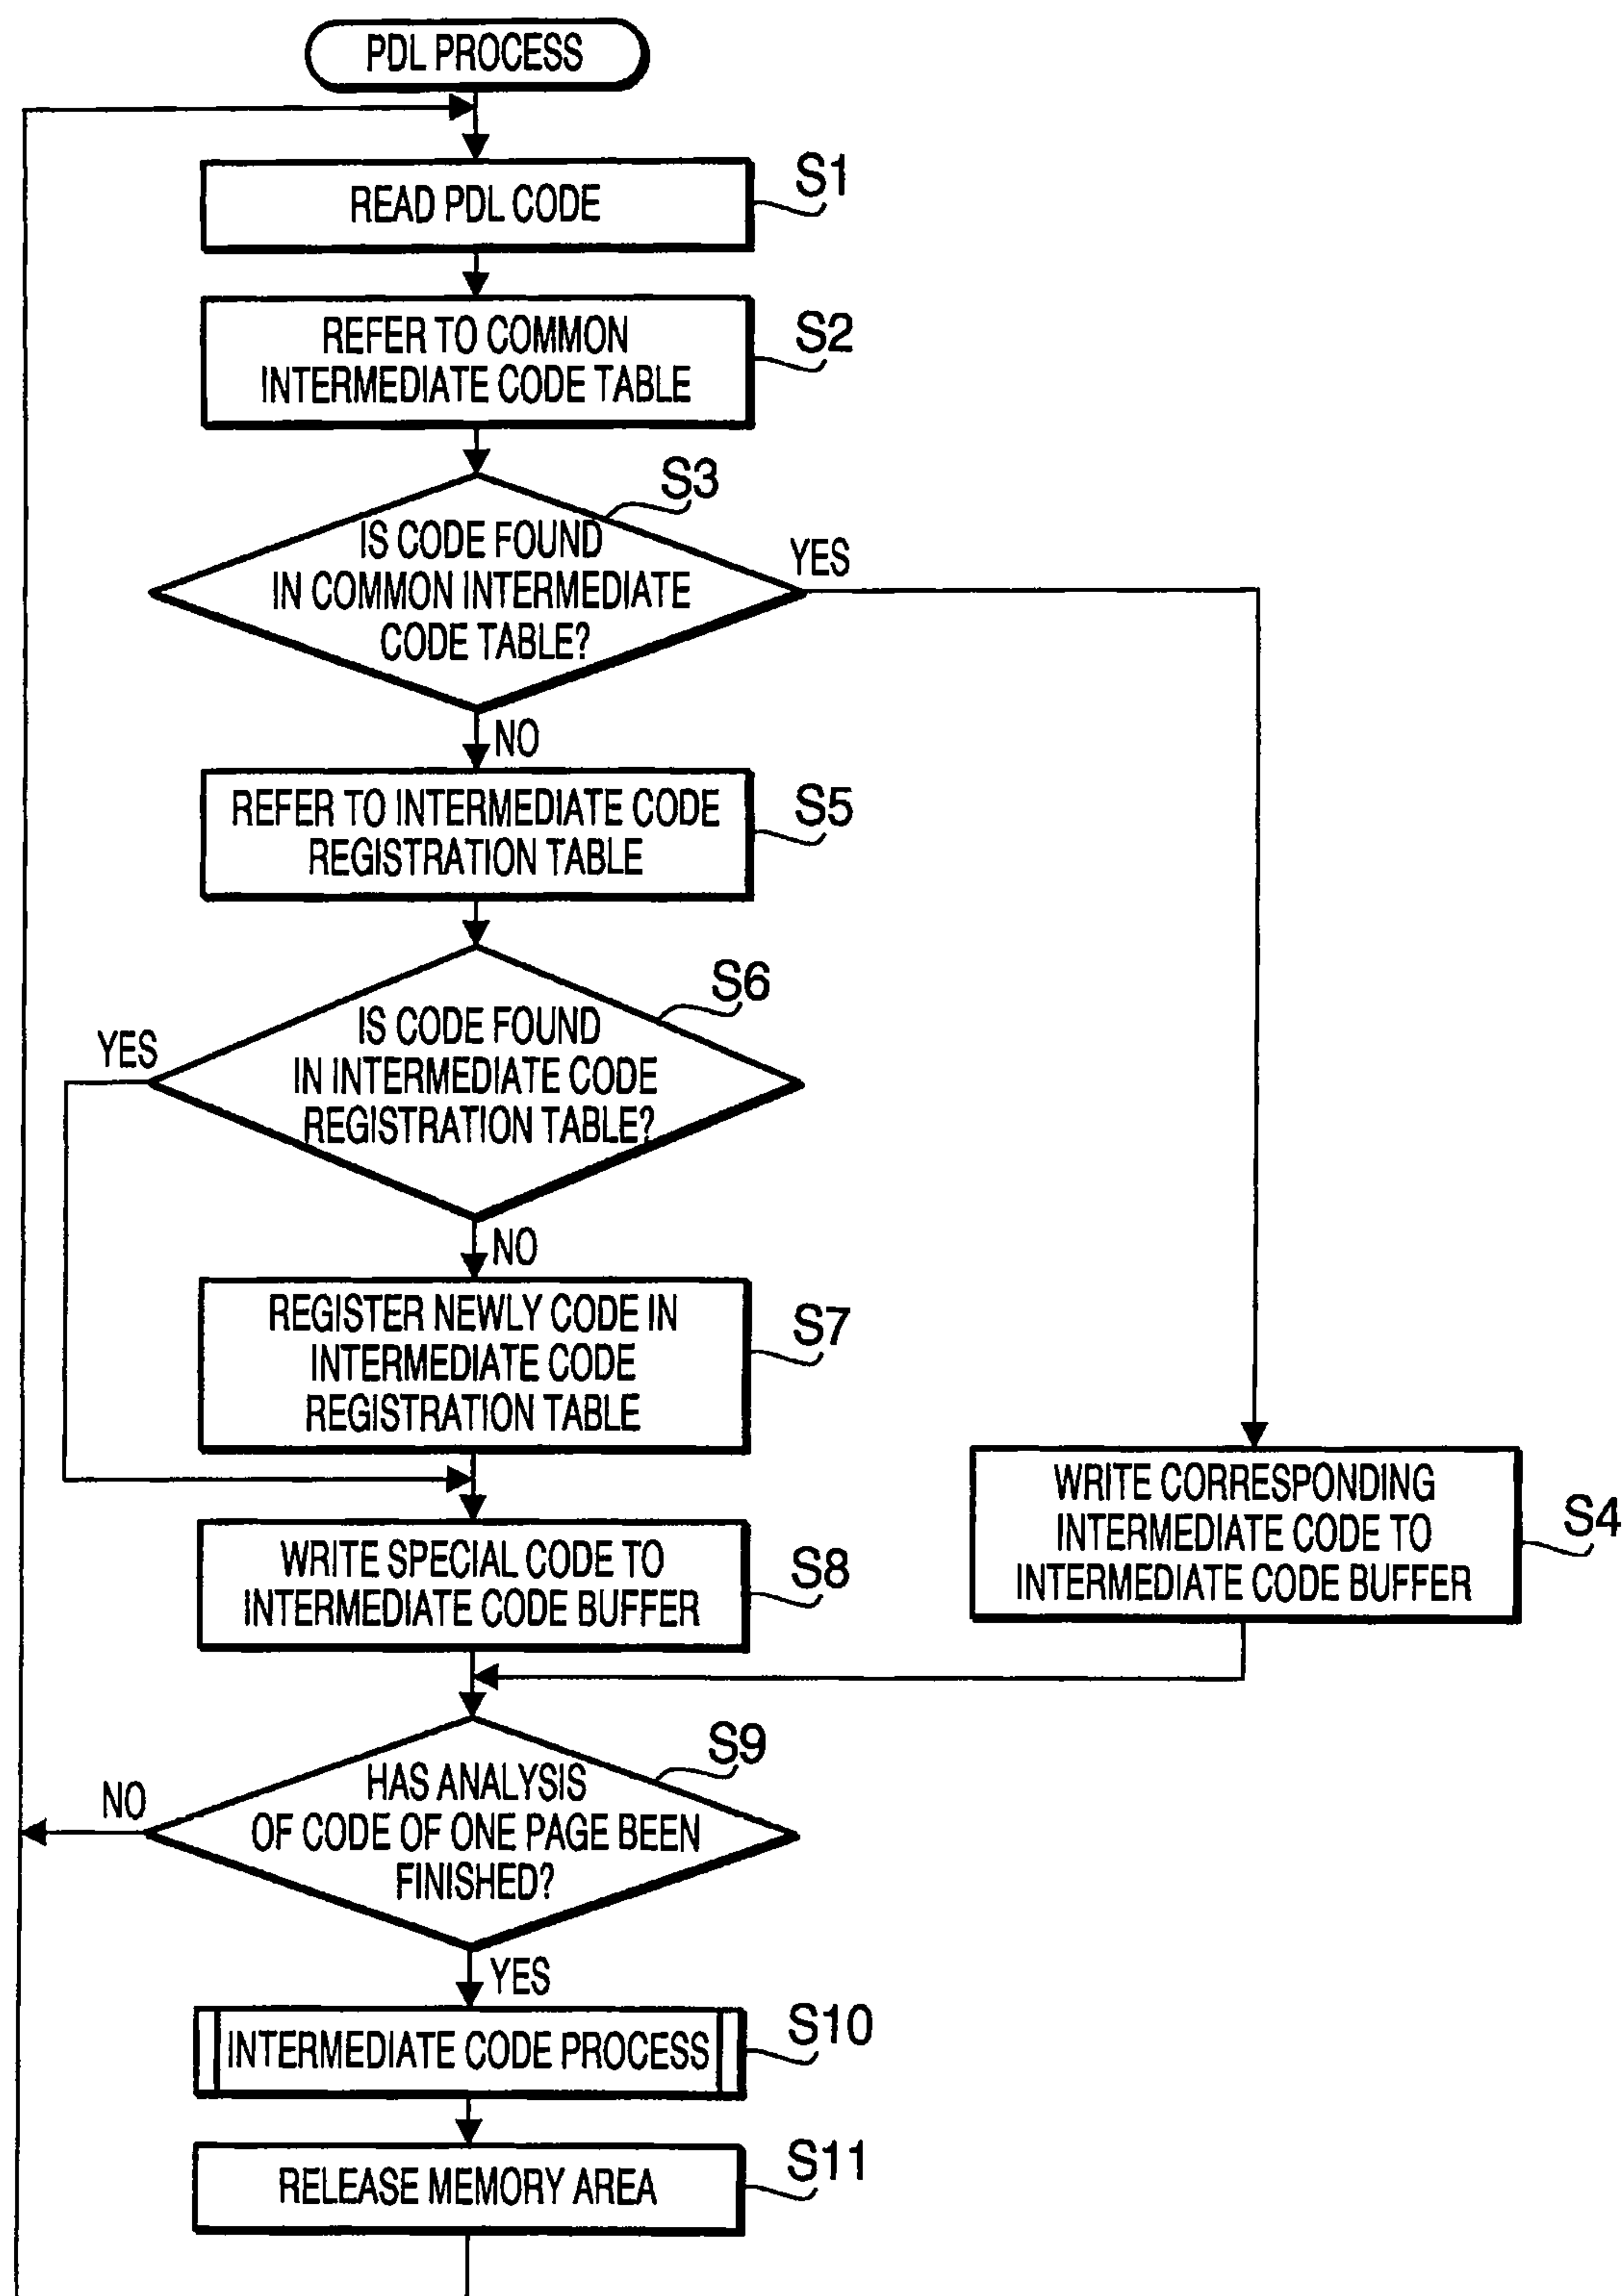 PDL PROCESS
READ PDL CODE
S1
REFER TO COMMON
INTERMEDIATE CODE TABLE
S2
S3
IS CODE FOUND
IN COMMON INTERMEDIATE
CODE TABLE?
YES
NO
REFER TO INTERMEDIATE CODE
REGISTRATION TABLE
S5
S6
IS CODE FOUND
IN INTERMEDIATE CODE
REGISTRATION TABLE?
YES
NO
REGISTER NEWLY CODE IN
INTERMEDIATE CODE
REGISTRATION TABLE
S7
WRITE CORRESPONDING
INTERMEDIATE CODE TO
INTERMEDIATE CODE BUFFER
S4
WRITE SPECIAL CODE TO
INTERMEDIATE CODE BUFFER
S8
S9
HAS ANALYSIS
OF CODE OF ONE PAGE BEEN
FINISHED?
NO
YES
INTERMEDIATE CODE PROCESS
S10
RELEASE MEMORY AREA
S11